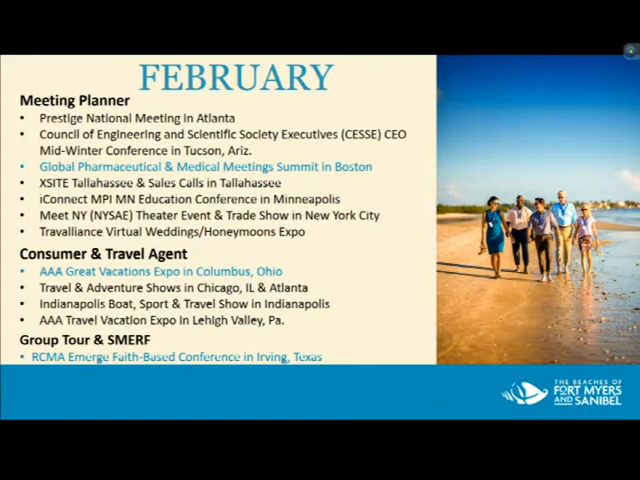 FEBRUARY
Meeting Planner
• Prestige National Meeting in Atlanta
• Council of Engineering and Scientific Society Executives (CESSE) CEO
Mid-Winter Conference in Tucson, Ariz.
• Global Pharmaceutical & Medical Meetings Summit in Boston
• XSITE Tallahassee & Sales Calls in Tallahassee
• iConnect MPI MN Education Conference in Minneapolis
• Meet NY (NYSAE) Theater Event & Trade Show in New York City
• Travalliance Virtual Weddings/Honeymoons Expo
Consumer & Travel Agent
• AAA Great Vacations Expo in Columbus, Ohio
• Travel & Adventure Shows in Chicago, IL & Atlanta
• Indianapolis Boat, Sport & Travel Show in Indianapolis
• AAA Travel Vacation Expo in Lehigh Valley, Pa.
Group Tour & SMERF
• RCMA Emerge Faith-Based Conference in Irving, Texas
THE BEACHES OF
FORT MYERS
AND SANIBEL